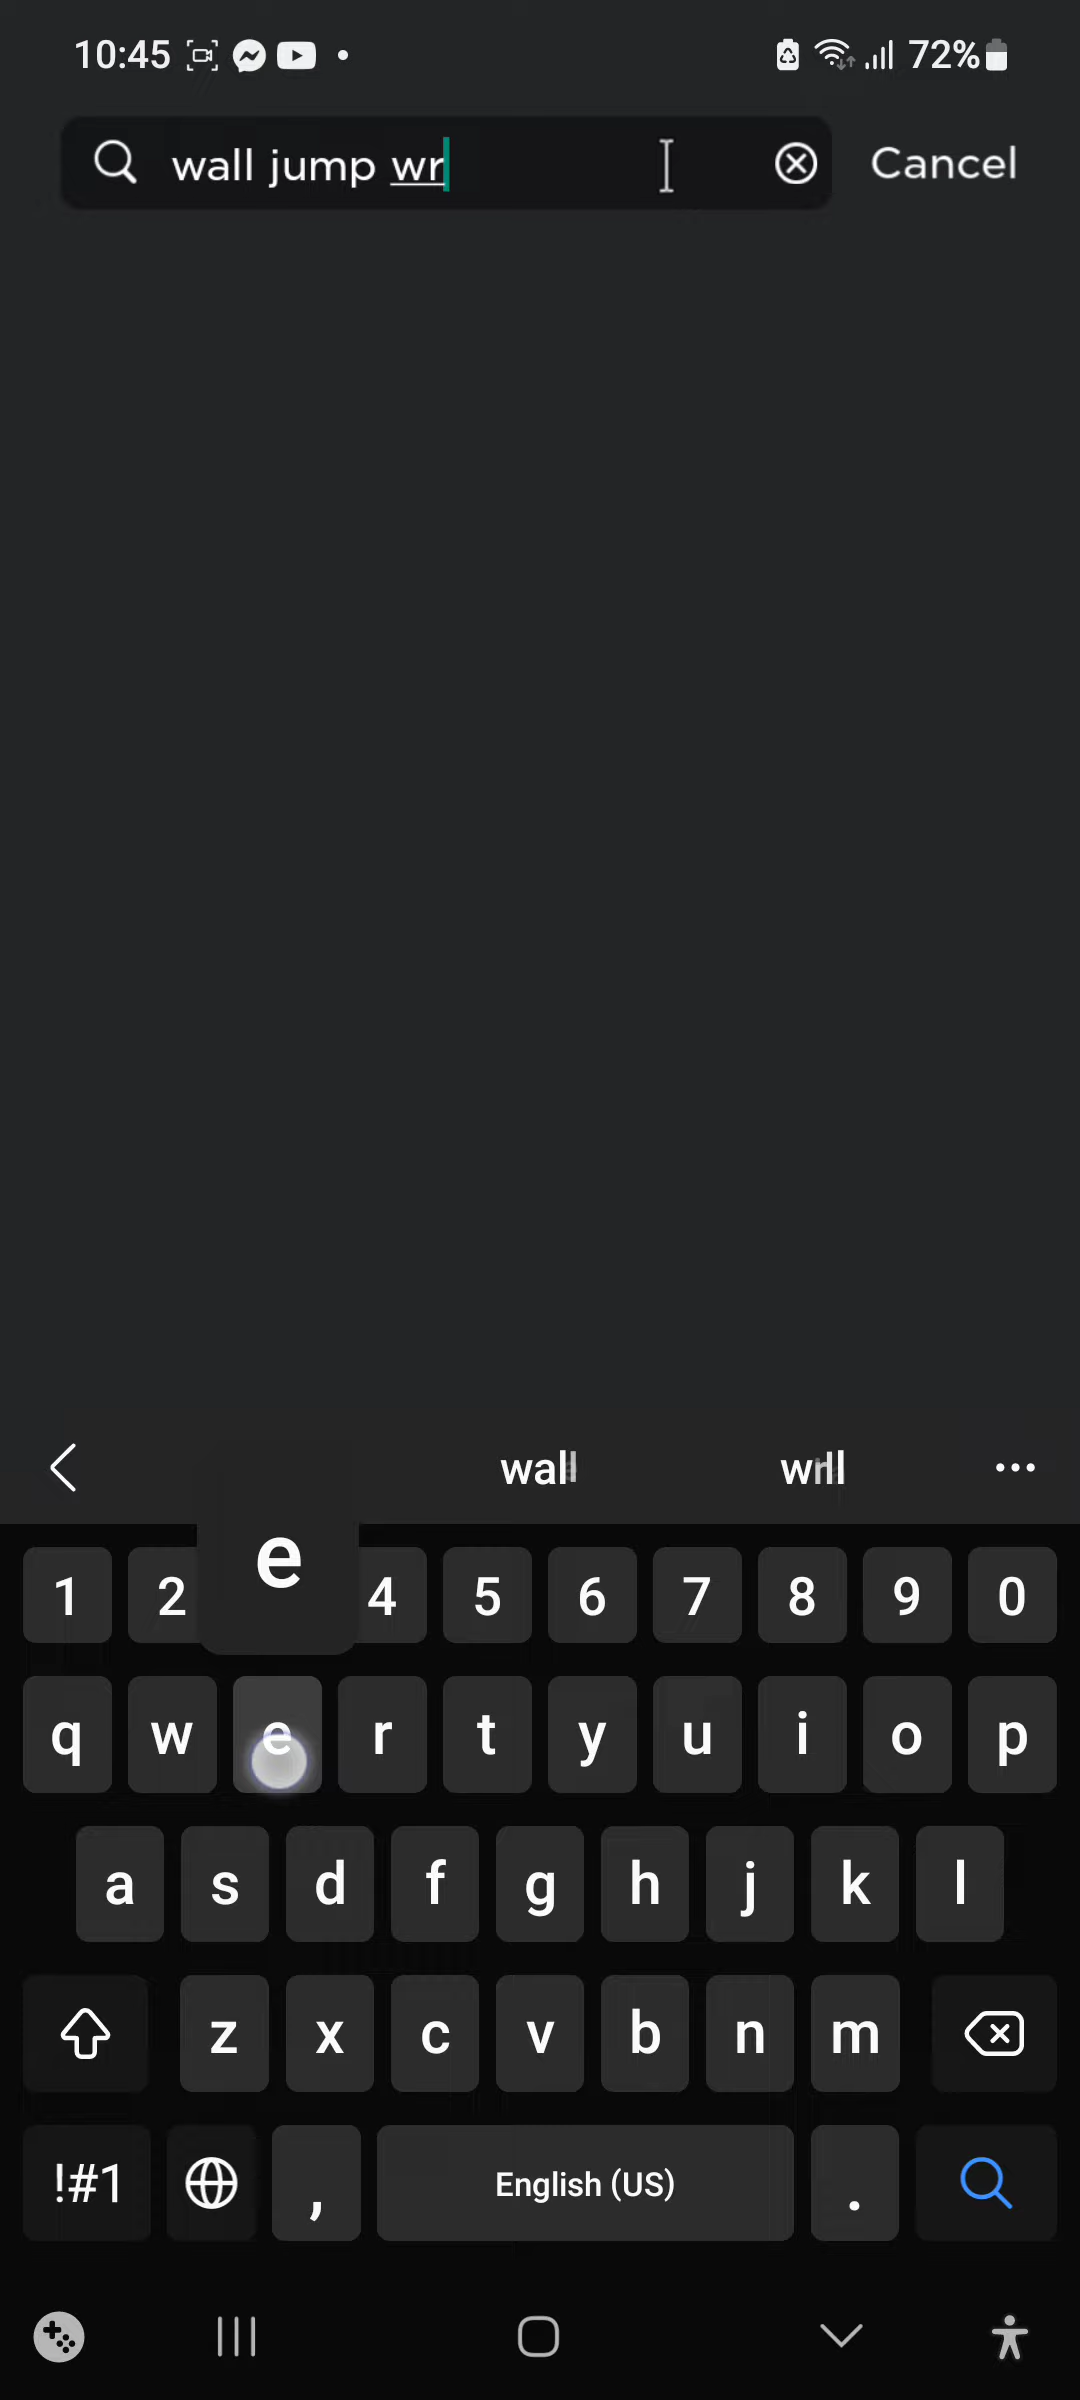 10:45 72%
wall jump wr Cancel
e
1 2 4 5 6 7 8 9 0
q w e r t y u i o p
a s d f g h j k l
z x c v b n m
!#1 , English (US) .